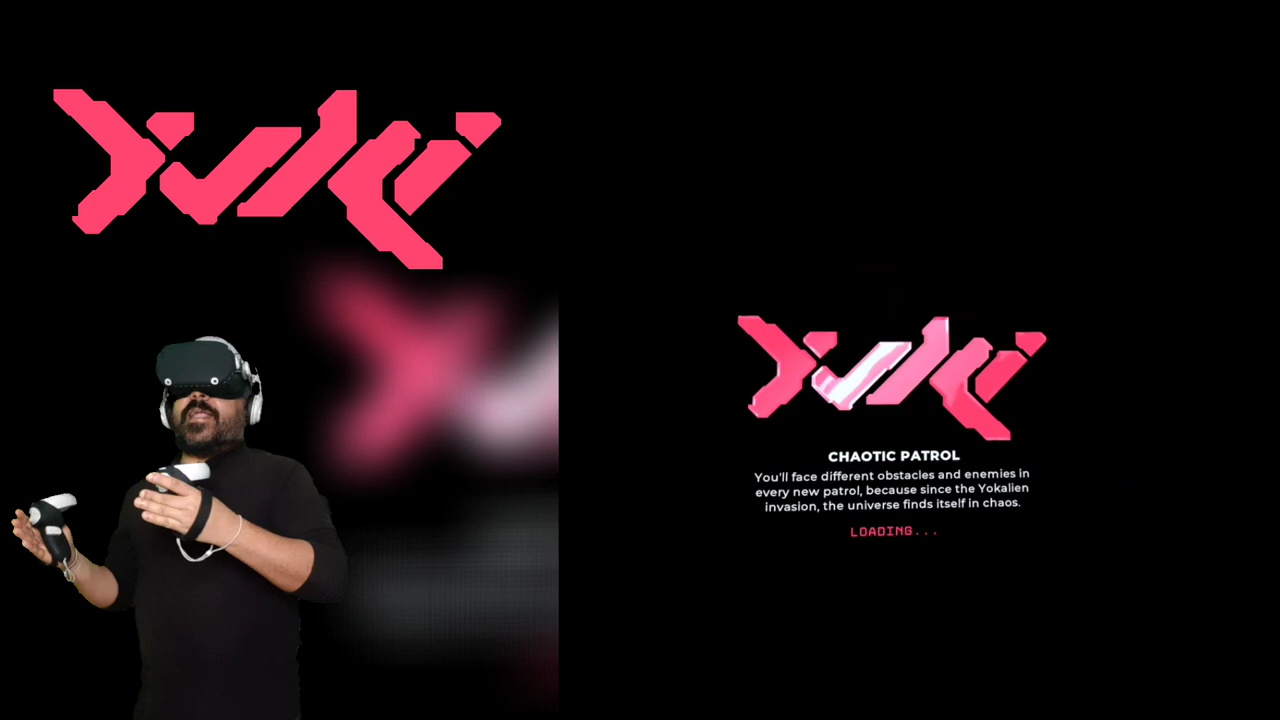 YUKI
YUKI
CHAOTIC PATROL
You'll face different obstacles and enemies in
every new patrol, because since the Yokalien
invasion, the universe finds itself in chaos.
LOADING...